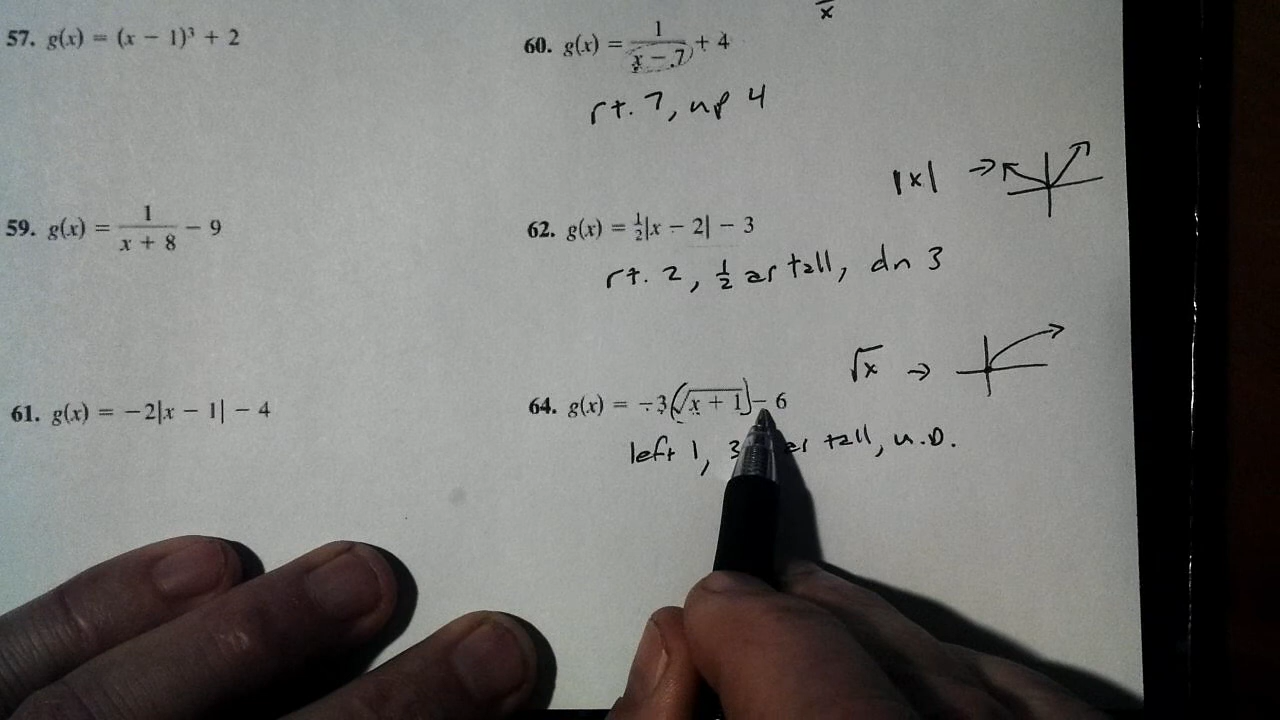 x
57. g(x) = (x − 1)³ + 2
60. g(x) = 1/(x − 7) + 4
rt. 7, up 4
|x| →
59. g(x) = 1/(x + 8) − 9
62. g(x) = ½|x − 2| − 3
rt. 2, ½ as tall, dn 3
√x →
61. g(x) = −2|x − 1| − 4
64. g(x) = −3(√(x + 1)) − 6
left 1, 3 as tall, u.D.